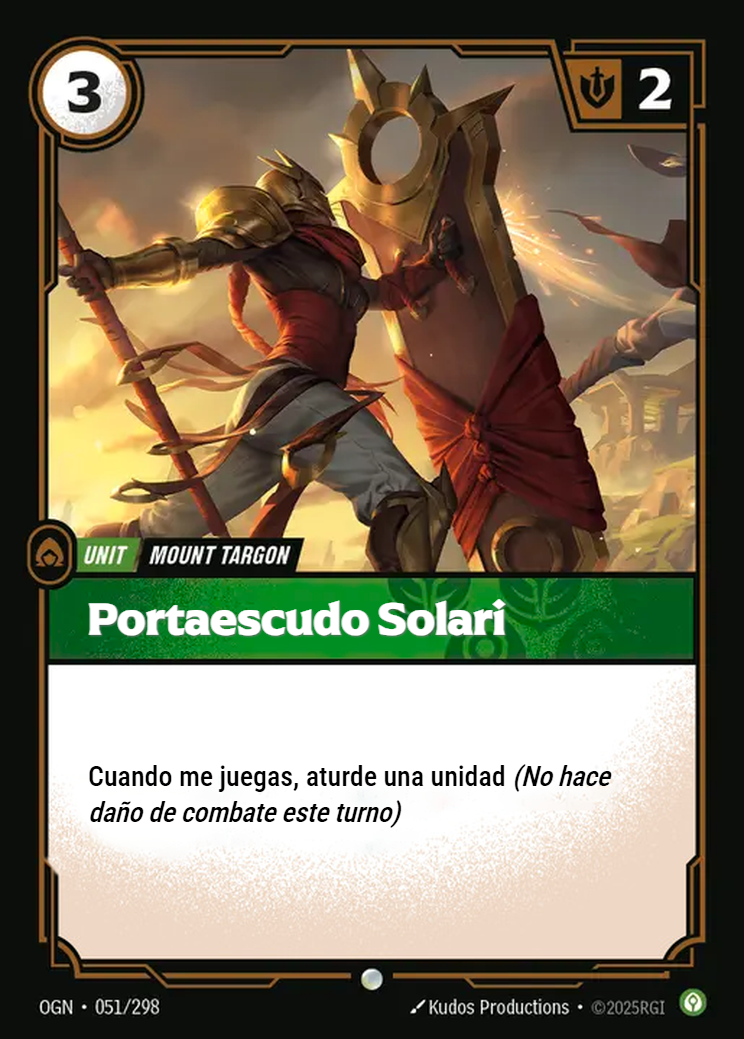 3
2
UNIT MOUNT TARGON
Portaescudo Solari
Cuando me juegas, aturde una unidad (No hace
daño de combate este turno)
OGN • 051/298 Kudos Productions • ©2025RGI